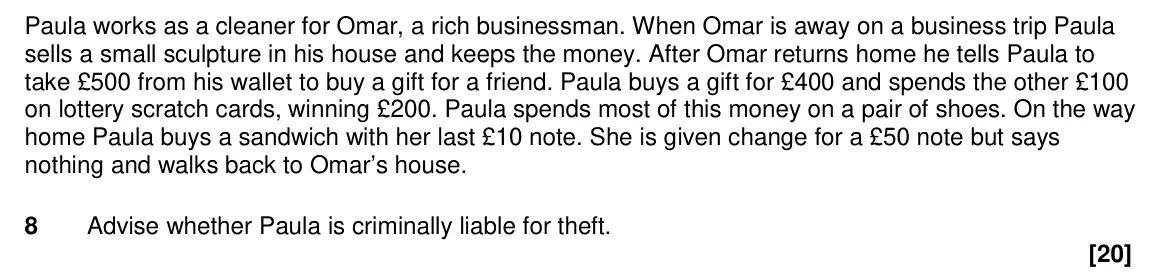 Paula works as a cleaner for Omar, a rich businessman. When Omar is away on a business trip Paula
sells a small sculpture in his house and keeps the money. After Omar returns home he tells Paula to
take £500 from his wallet to buy a gift for a friend. Paula buys a gift for £400 and spends the other £100
on lottery scratch cards, winning £200. Paula spends most of this money on a pair of shoes. On the way
home Paula buys a sandwich with her last £10 note. She is given change for a £50 note but says
nothing and walks back to Omar’s house.
8 Advise whether Paula is criminally liable for theft.
[20]